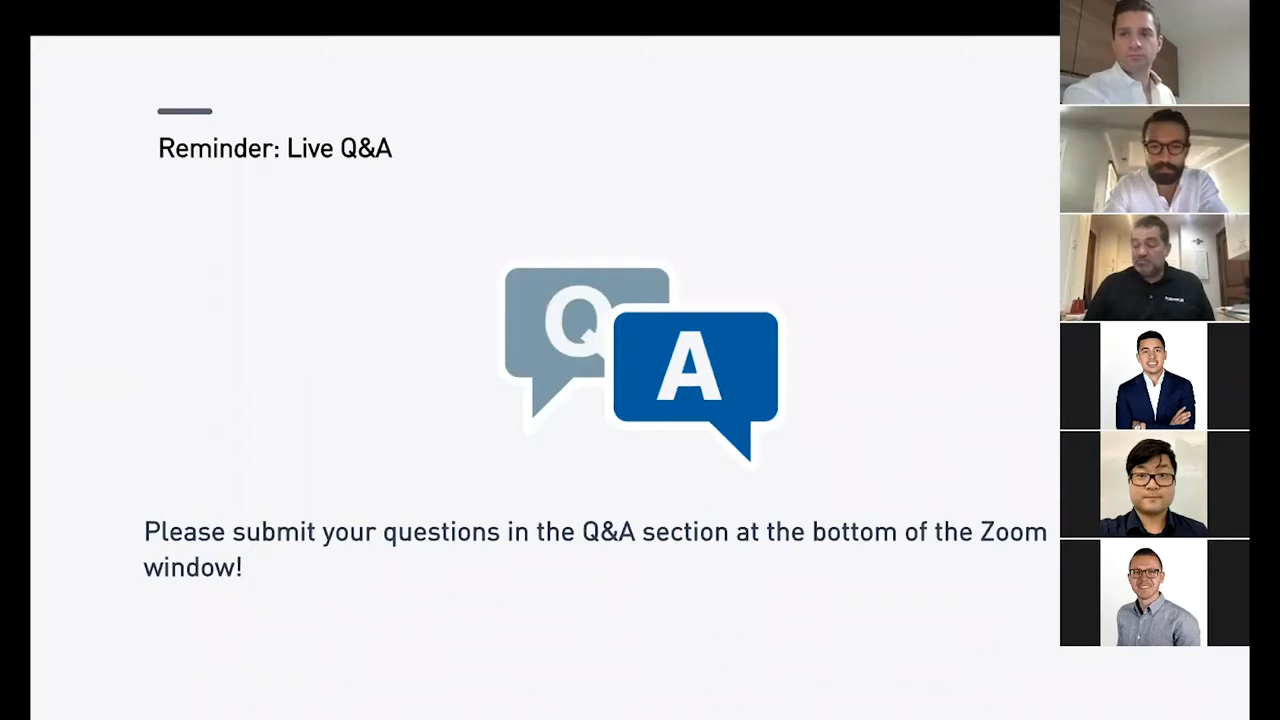 Reminder: Live Q&A
Q
A
Please submit your questions in the Q&A section at the bottom of the Zoom
window!